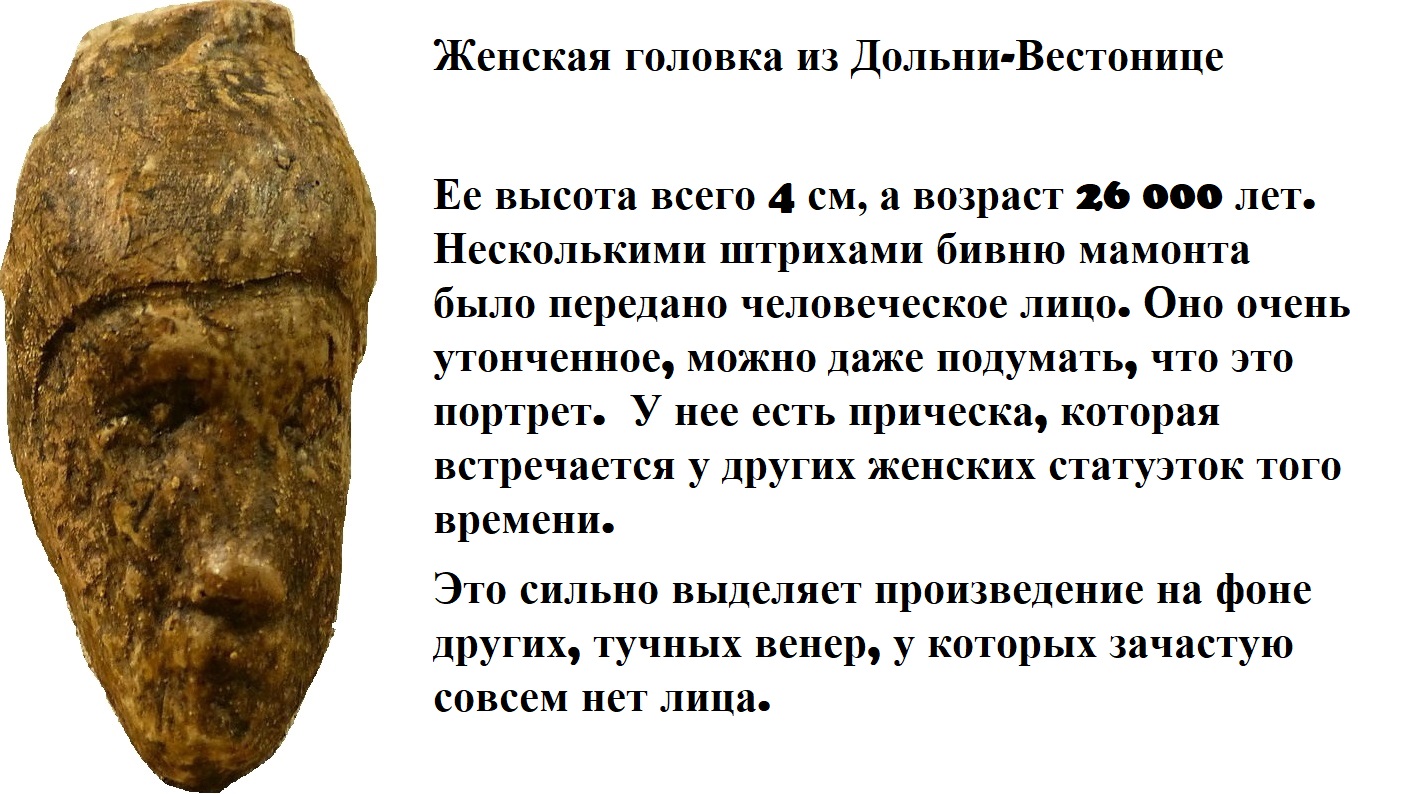 Женская головка из Дольни-Вестонице
Ее высота всего 4 см, а возраст 26 000 лет.
Несколькими штрихами бивню мамонта
было передано человеческое лицо. Оно очень
утонченное, можно даже подумать, что это
портрет. У нее есть прическа, которая
встречается у других женских статуэток того
времени.
Это сильно выделяет произведение на фоне
других, тучных венер, у которых зачастую
совсем нет лица.